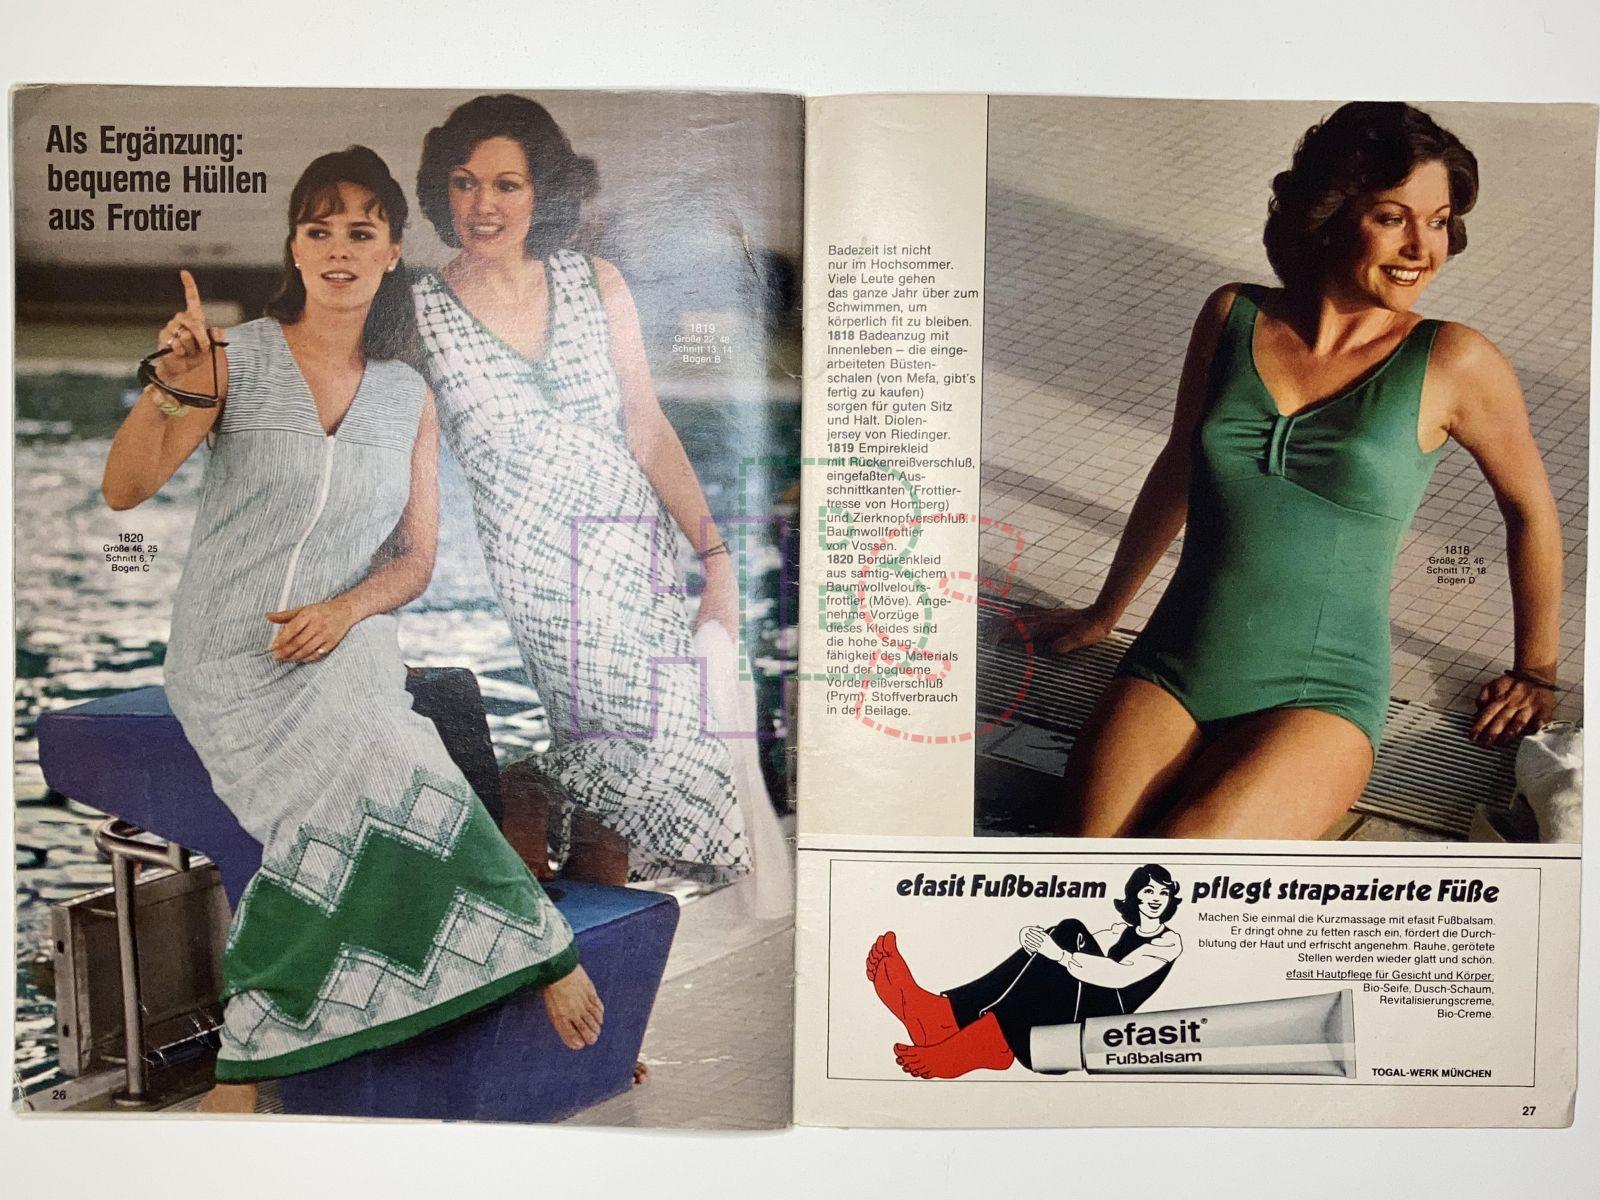 Als Ergänzung:
bequeme Hüllen
aus Frottier
1819
Größe 22, 48
Schnitt 13, 14
Bogen B
1820
Größe 46, 25
Schnitt 6, 7
Bogen C
26
Badezeit ist nicht
nur im Hochsommer.
Viele Leute gehen
das ganze Jahr über zum
Schwimmen, um
körperlich fit zu bleiben.
1818 Badeanzug mit
Innenleben – die einge-
arbeiteten Büsten-
schalen (von Mefa, gibt's
fertig zu kaufen)
sorgen für guten Sitz
und Halt. Diolen-
jersey von Riedinger.
1819 Empirekleid
mit Rückenreißverschluß,
eingefaßten Aus-
schnittkanten (Frottier-
tresse von Homberg)
und Zierknopfverschluß.
Baumwollfrottier
von Vossen.
1820 Bordürenkleid
aus samtig-weichem
Baumwollvelours-
frottier (Möve). Ange-
nehme Vorzüge
dieses Kleides sind
die hohe Saug-
fähigkeit des Materials
und der bequeme
Vorderreißverschluß
(Prym). Stoffverbrauch
in der Beilage.
1818
Größe 22, 46
Schnitt 17, 18
Bogen D
efasit Fußbalsam pflegt strapazierte Füße
Machen Sie einmal die Kurzmassage mit efasit Fußbalsam.
Er dringt ohne zu fetten rasch ein, fördert die Durch-
blutung der Haut und erfrischt angenehm. Rauhe, gerötete
Stellen werden wieder glatt und schön.
efasit Hautpflege für Gesicht und Körper:
Bio-Seife, Dusch-Schaum,
Revitalisierungscreme,
Bio-Creme.
efasit®
Fußbalsam
TOGAL-WERK MÜNCHEN
27